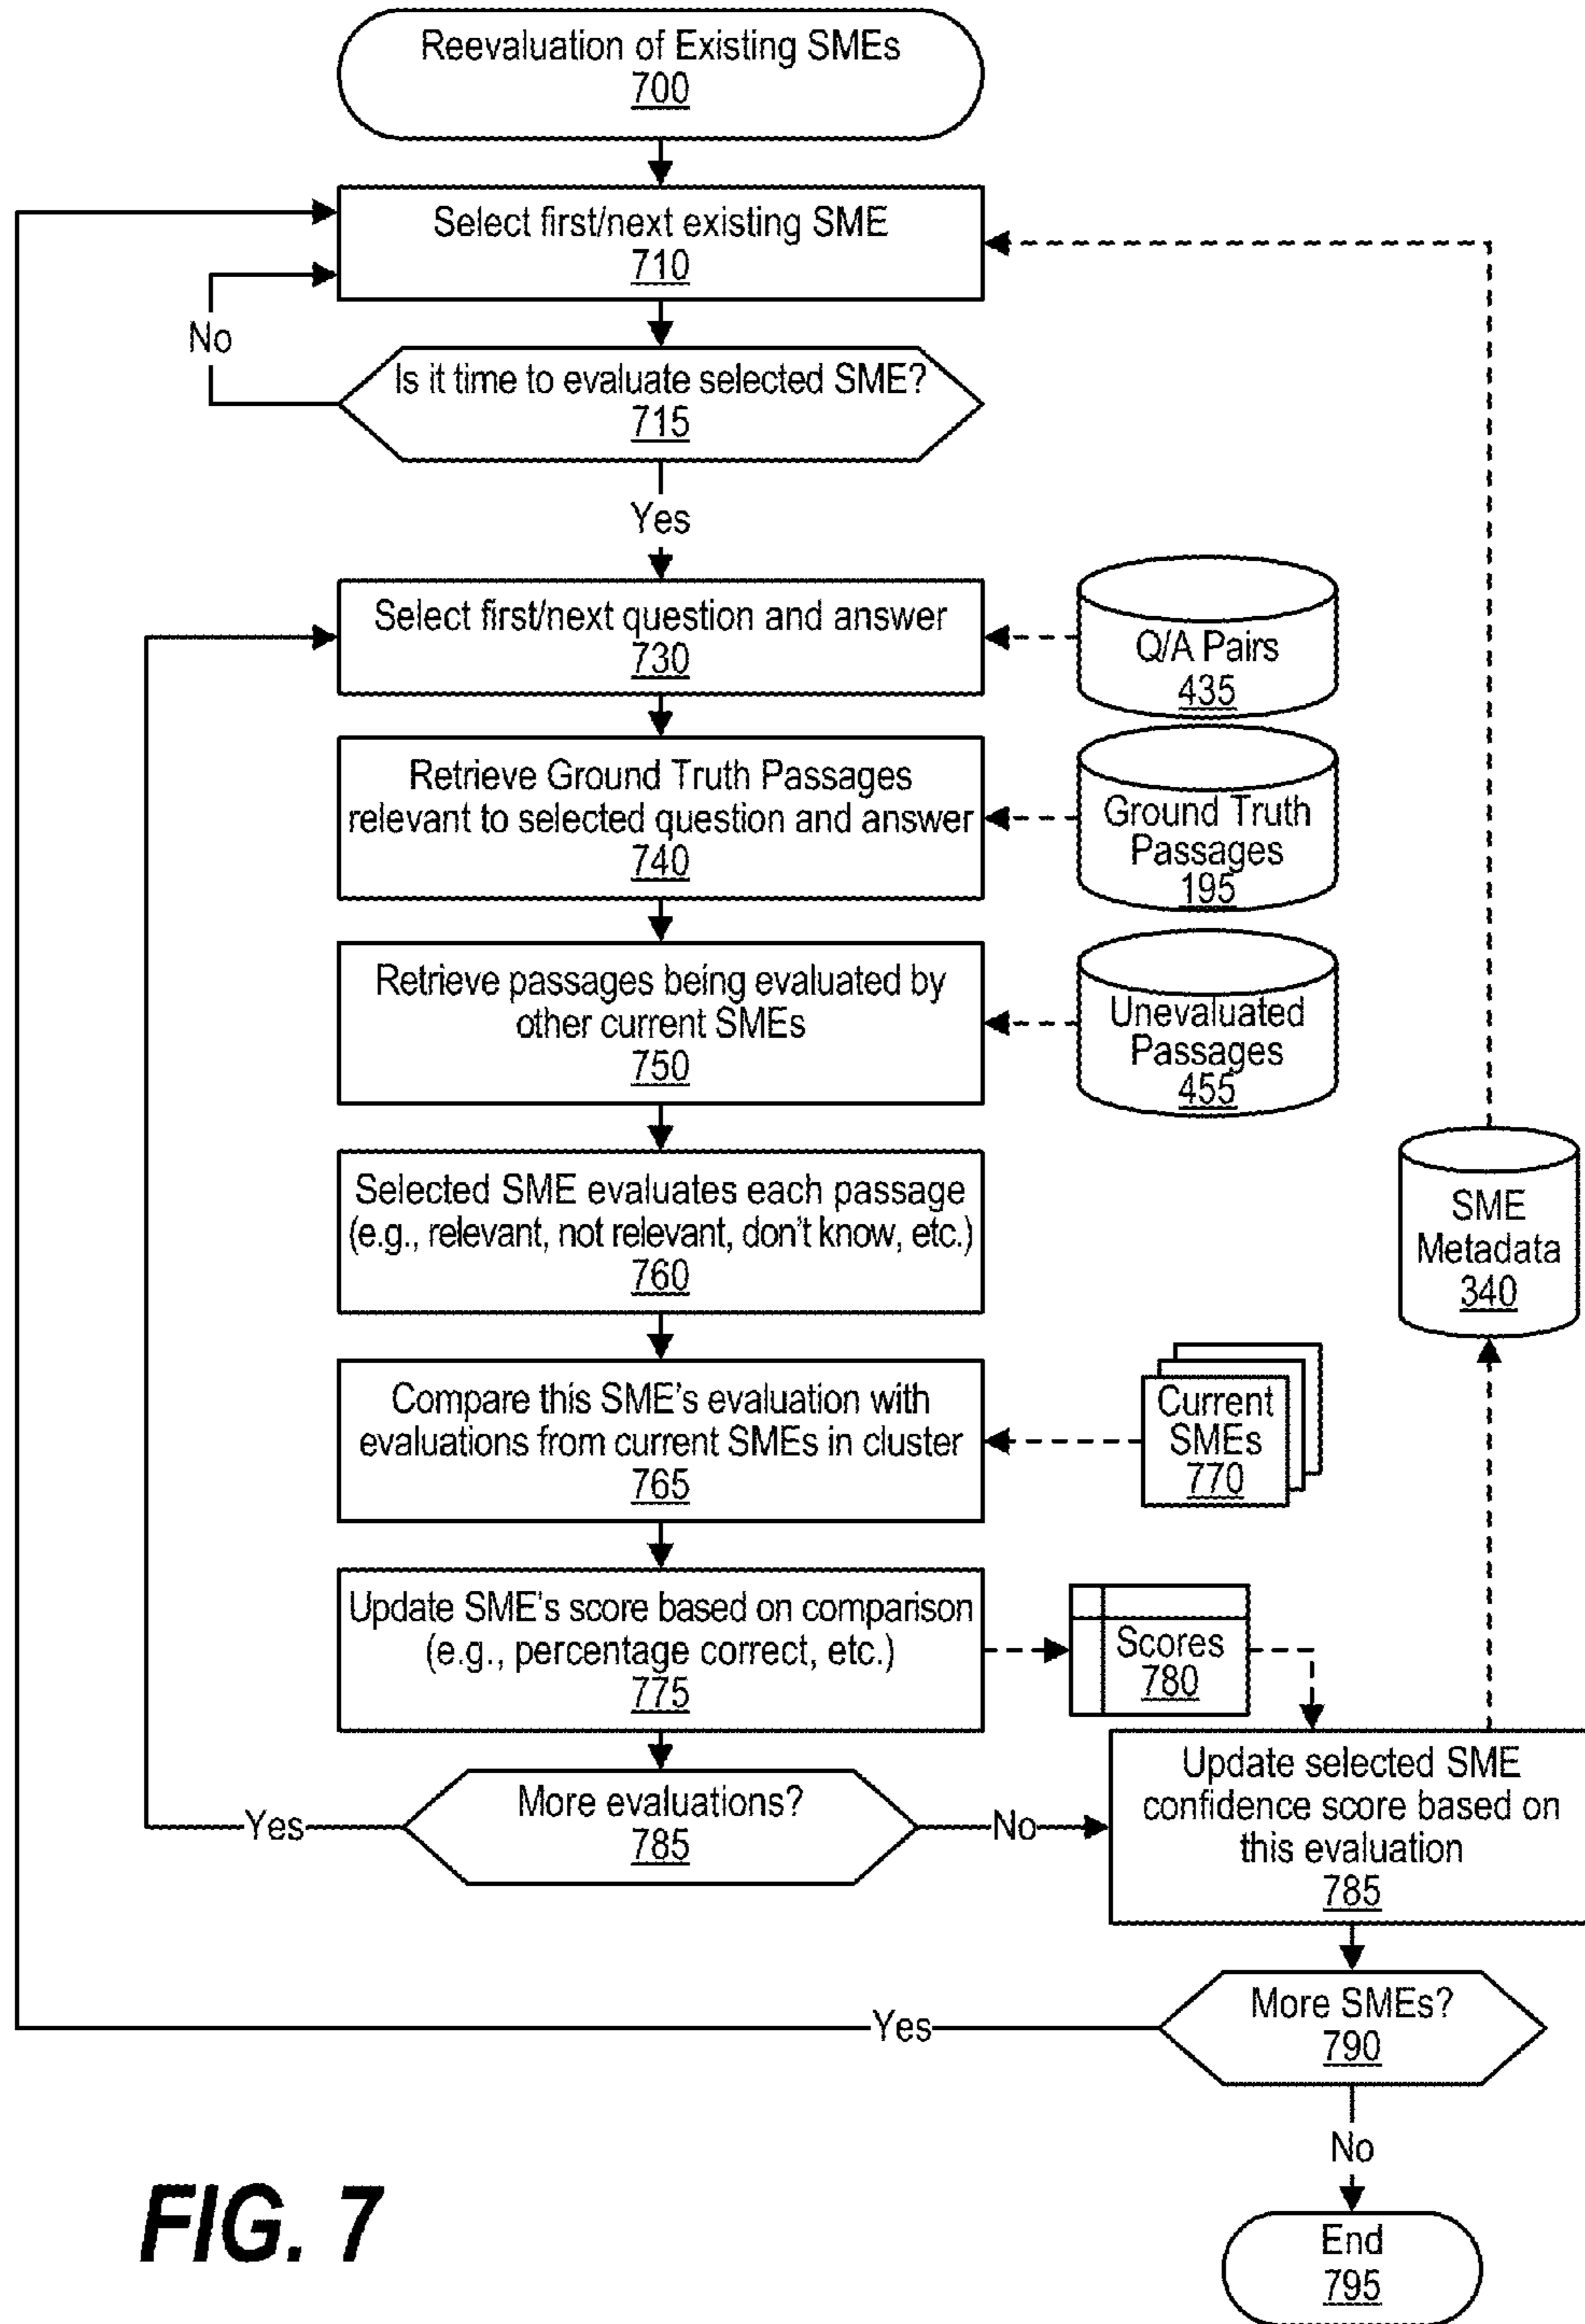 Reevaluation of Existing SMEs
700
Select first/next existing SME
710
No
Is it time to evaluate selected SME?
715
Yes
Select first/next question and answer
730
Q/A Pairs
435
Retrieve Ground Truth Passages
relevant to selected question and answer
740
Ground Truth
Passages
195
Retrieve passages being evaluated by
other current SMEs
750
Unevaluated
Passages
455
Selected SME evaluates each passage
(e.g., relevant, not relevant, don't know, etc.)
760
SME
Metadata
340
Compare this SME's evaluation with
evaluations from current SMEs in cluster
765
Current
SMEs
770
Update SME's score based on comparison
(e.g., percentage correct, etc.)
775
Scores
780
More evaluations?
785
Yes
No
Update selected SME
confidence score based on
this evaluation
785
More SMEs?
790
Yes
No
End
795
FIG. 7